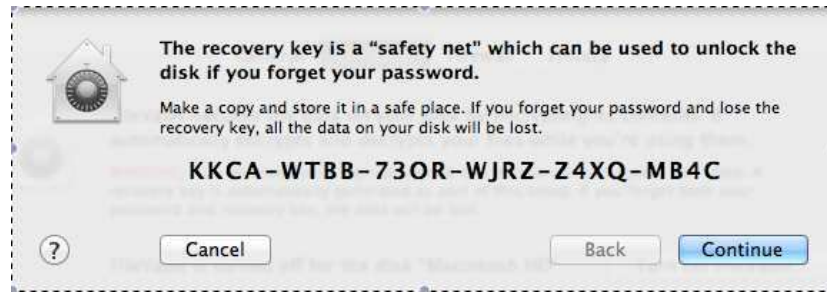 The recovery key is a “safety net” which can be used to unlock the
disk if you forget your password.
Make a copy and store it in a safe place. If you forget your password and lose the
recovery key, all the data on your disk will be lost.
KKCA-WTBB-73OR-WJRZ-Z4XQ-MB4C
?
Cancel
Back
Continue